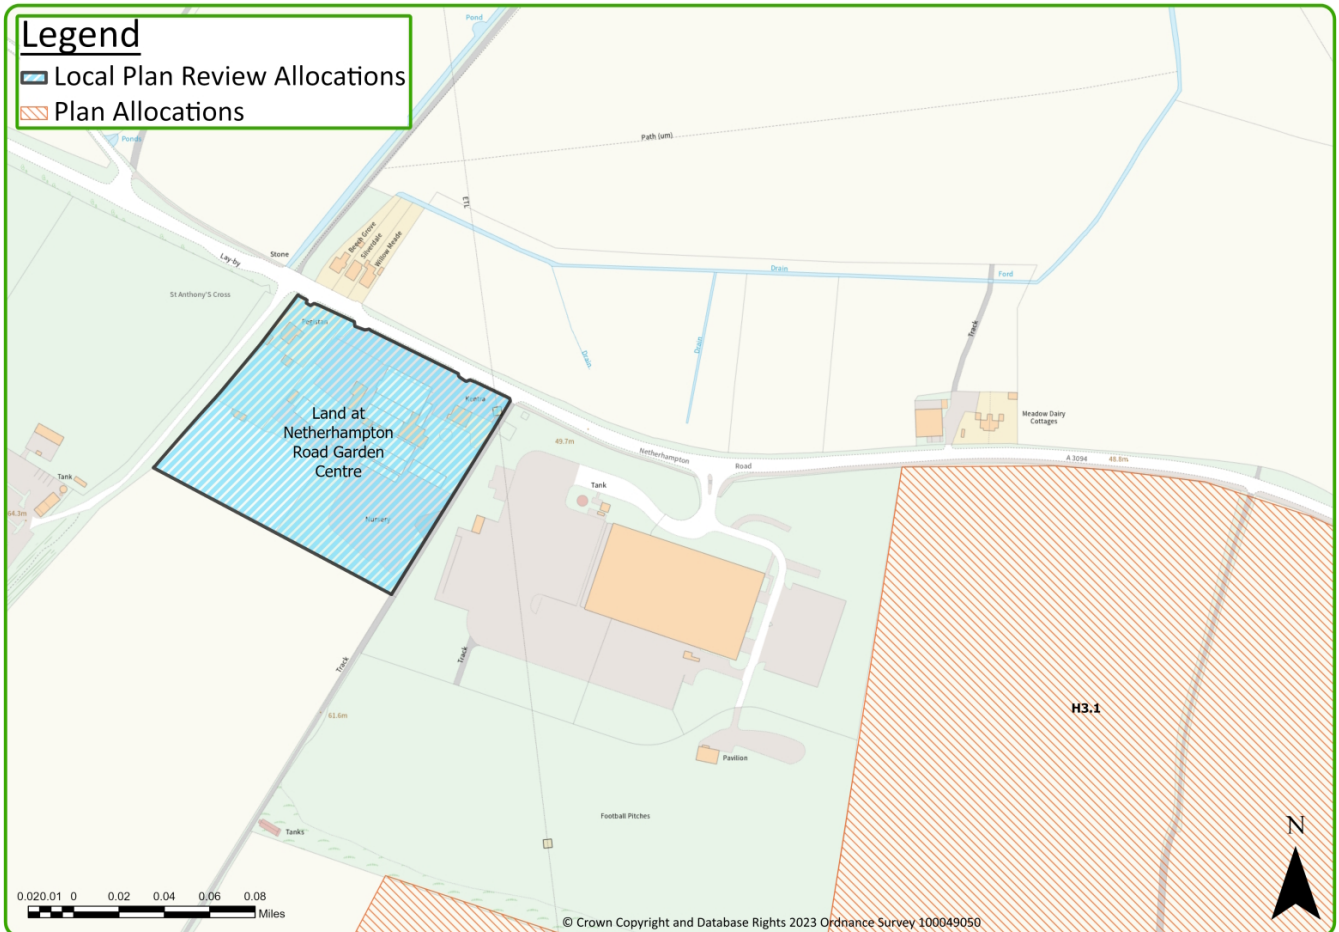 Legend
Local Plan Review Allocations
Plan Allocations
Pond
Ponds
Path (um)
ETL
Beech Grove
Silverdale
Willow Meade
Stone
Lay-by
St Anthony'S Cross
Drain
Ford
Track
Drain
Drain
Land at
Netherhampton
Road Garden
Centre
Nursery
Meadow Dairy
Cottages
49.7m
Netherhampton
Road
A 3094
48.8m
Tank
64.3m
Tank
Track
Track
61.6m
H3.1
Pavilion
Football Pitches
Tanks
N
0.020.01 0 0.02 0.04 0.06 0.08
Miles
© Crown Copyright and Database Rights 2023 Ordnance Survey 100049050